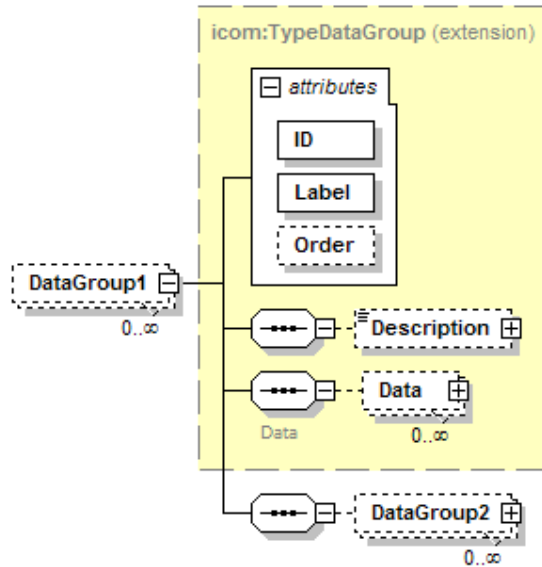 icom:TypeDataGroup (extension)
attributes
ID
Label
Order
DataGroup1
0..∞
Description
Data
Data
0..∞
DataGroup2
0..∞